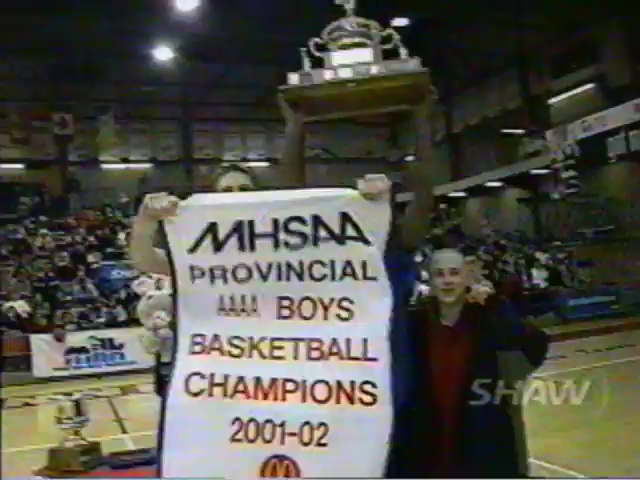 MHSAA
PROVINCIAL
AAAA BOYS
BASKETBALL
CHAMPIONS
2001-02
SHAW)